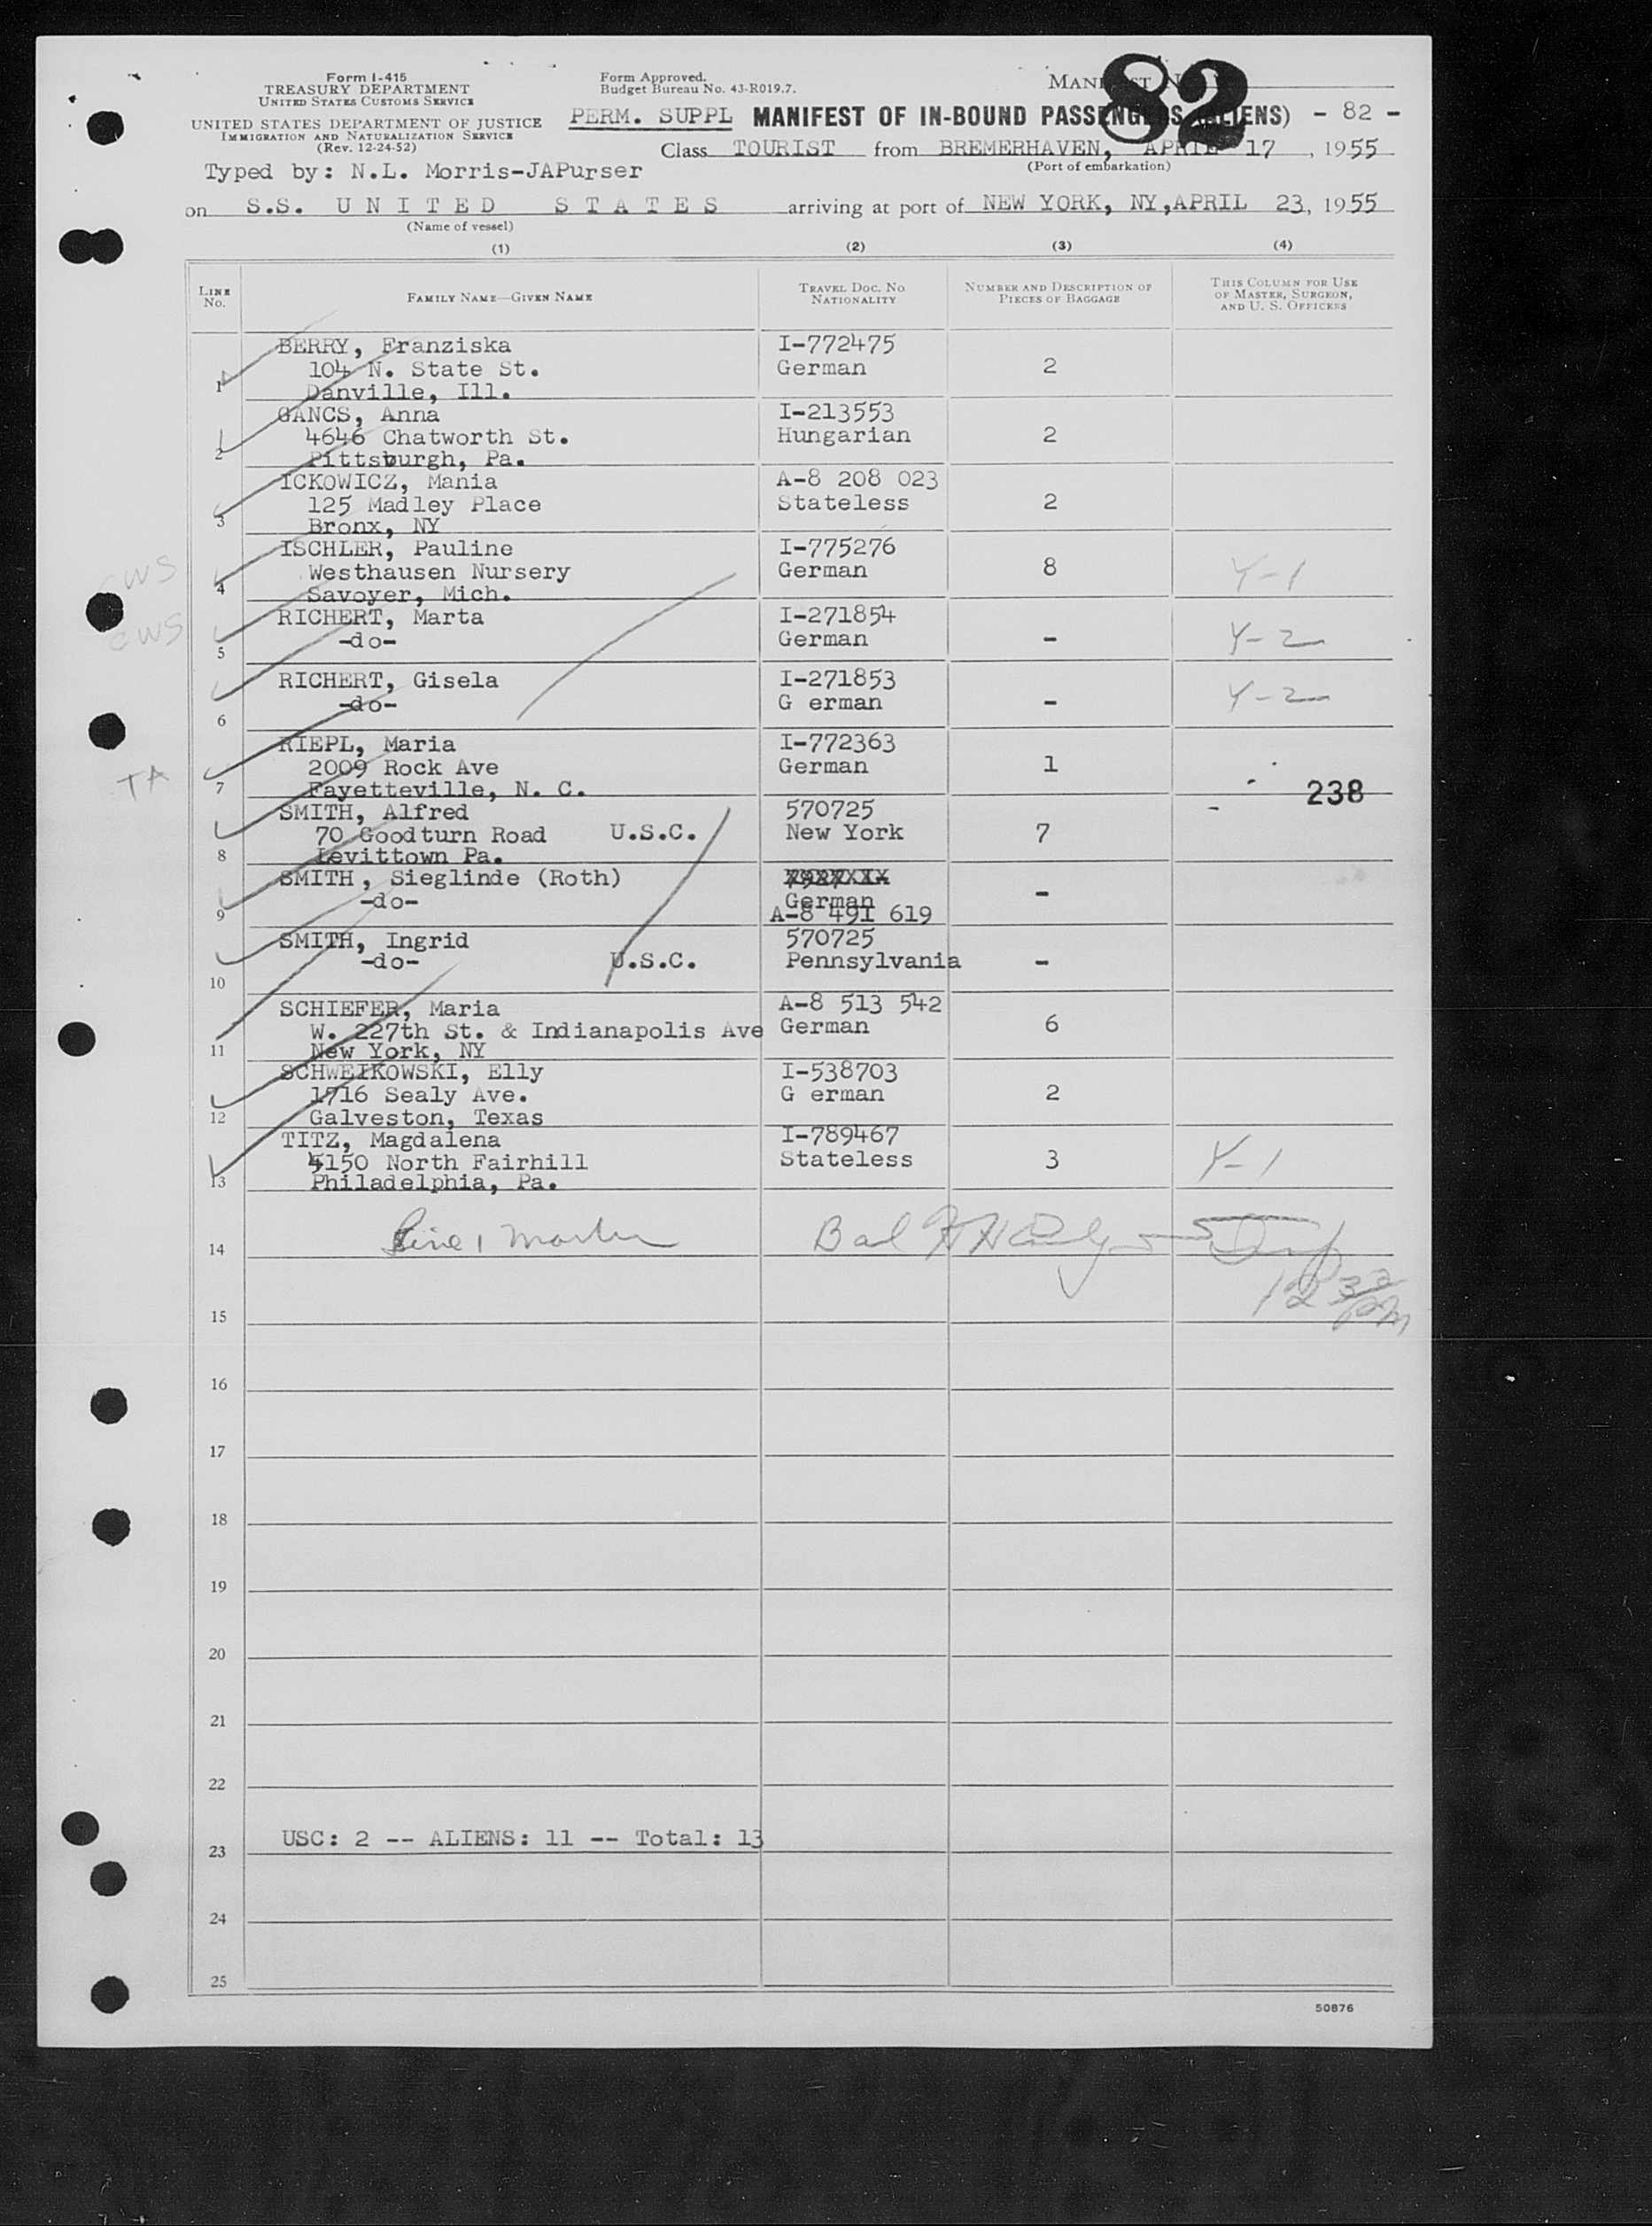 Form I-415
TREASURY DEPARTMENT
UNITED STATES CUSTOMS SERVICE
UNITED STATES DEPARTMENT OF JUSTICE
IMMIGRATION AND NATURALIZATION SERVICE
(Rev. 12-24-52)
Form Approved.
Budget Bureau No. 43-R019.7.
82
PERM. SUPPL MANIFEST OF IN-BOUND PASSENGERS (ALIENS) - 82 -
Class TOURIST from BREMERHAVEN, APRIL 17, 1955
(Port of embarkation)
Typed by: N.L. Morris-JAPurser
on S.S. UNITED STATES arriving at port of NEW YORK, NY, APRIL 23, 1955
(Name of vessel)
(1) (2) (3) (4)
LINE No. FAMILY NAME—GIVEN NAME TRAVEL DOC. NO. NATIONALITY NUMBER AND DESCRIPTION OF PIECES OF BAGGAGE THIS COLUMN FOR USE OF MASTER, SURGEON, AND U. S. OFFICERS
BERRY, Franziska I-772475
104 N. State St. German 2
1 Danville, Ill.
GANCS, Anna I-213553
4646 Chatworth St. Hungarian 2
2 Pittsburgh, Pa.
ICKOWICZ, Mania A-8 208 023
125 Madley Place Stateless 2
3 Bronx, NY
ISCHLER, Pauline I-775276
Westhausen Nursery German 8 Y-1
4 Savoyer, Mich.
RICHERT, Marta I-271854
-do- German - Y-2
5
RICHERT, Gisela I-271853
-do- G erman - Y-2
6
RIEPL, Maria I-772363
2009 Rock Ave German 1
TA 7 Fayetteville, N. C. 238
SMITH, Alfred 570725
70 Goodturn Road U.S.C. New York 7
8 Levittown Pa.
SMITH, Sieglinde (Roth)
-do- German -
9 A-8 491 619
SMITH, Ingrid 570725
-do- U.S.C. Pennsylvania -
10
SCHIEFER, Maria A-8 513 542
W. 227th St. & Indianapolis Ave German 6
11 New York, NY
SCHWEIKOWSKI, Elly I-538703
1716 Sealy Ave. G erman 2
12 Galveston, Texas
TITZ, Magdalena I-789467
5150 North Fairhill Stateless 3 Y-1
13 Philadelphia, Pa.
14
15
16
17
18
19
20
21
22
23 USC: 2 -- ALIENS: 11 -- Total: 13
24
25
50876